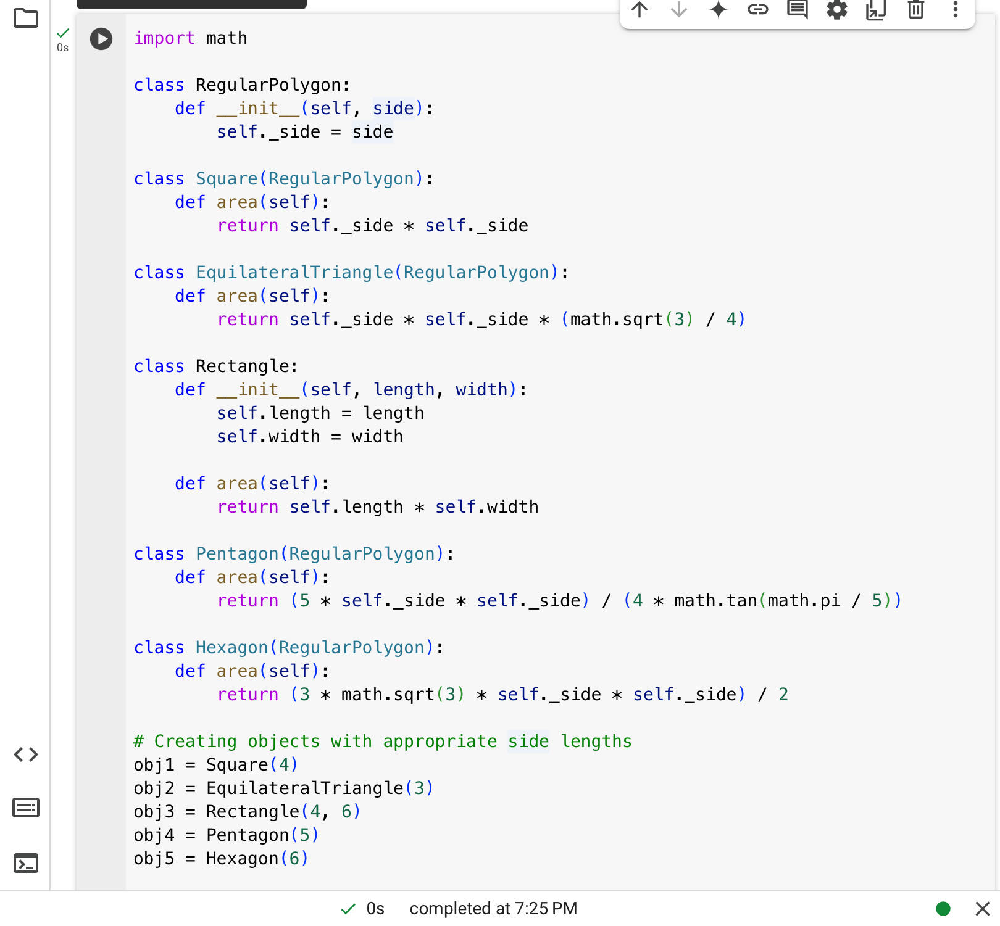 0s
import math

class RegularPolygon:
    def __init__(self, side):
        self._side = side

class Square(RegularPolygon):
    def area(self):
        return self._side * self._side

class EquilateralTriangle(RegularPolygon):
    def area(self):
        return self._side * self._side * (math.sqrt(3) / 4)

class Rectangle:
    def __init__(self, length, width):
        self.length = length
        self.width = width

    def area(self):
        return self.length * self.width

class Pentagon(RegularPolygon):
    def area(self):
        return (5 * self._side * self._side) / (4 * math.tan(math.pi / 5))

class Hexagon(RegularPolygon):
    def area(self):
        return (3 * math.sqrt(3) * self._side * self._side) / 2

# Creating objects with appropriate side lengths
obj1 = Square(4)
obj2 = EquilateralTriangle(3)
obj3 = Rectangle(4, 6)
obj4 = Pentagon(5)
obj5 = Hexagon(6)
0s completed at 7:25 PM